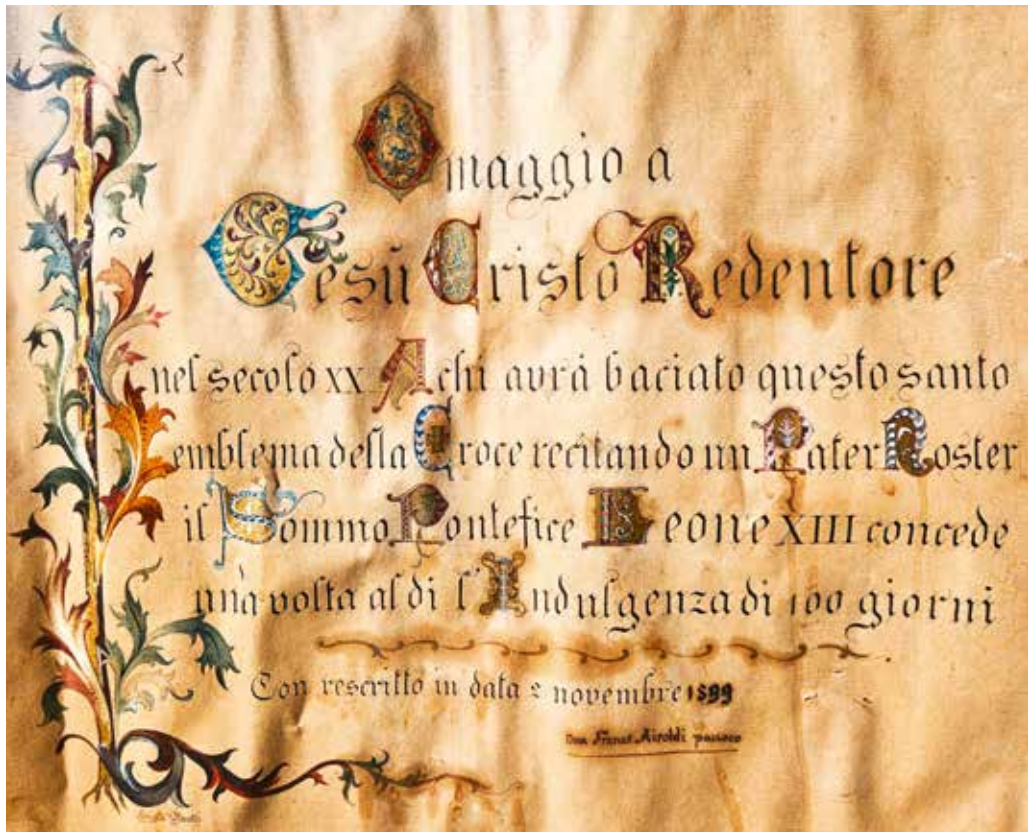 Omaggio a
Gesù Cristo Redentore
nel secolo XX A chi avrà baciato questo santo
emblema della Croce recitando un Pater Noster
il Sommo Pontefice Leone XIII concede
una volta al dì l'Indulgenza di 100 giorni
Con rescritto in data 2 novembre 1899
Airoldi parroco